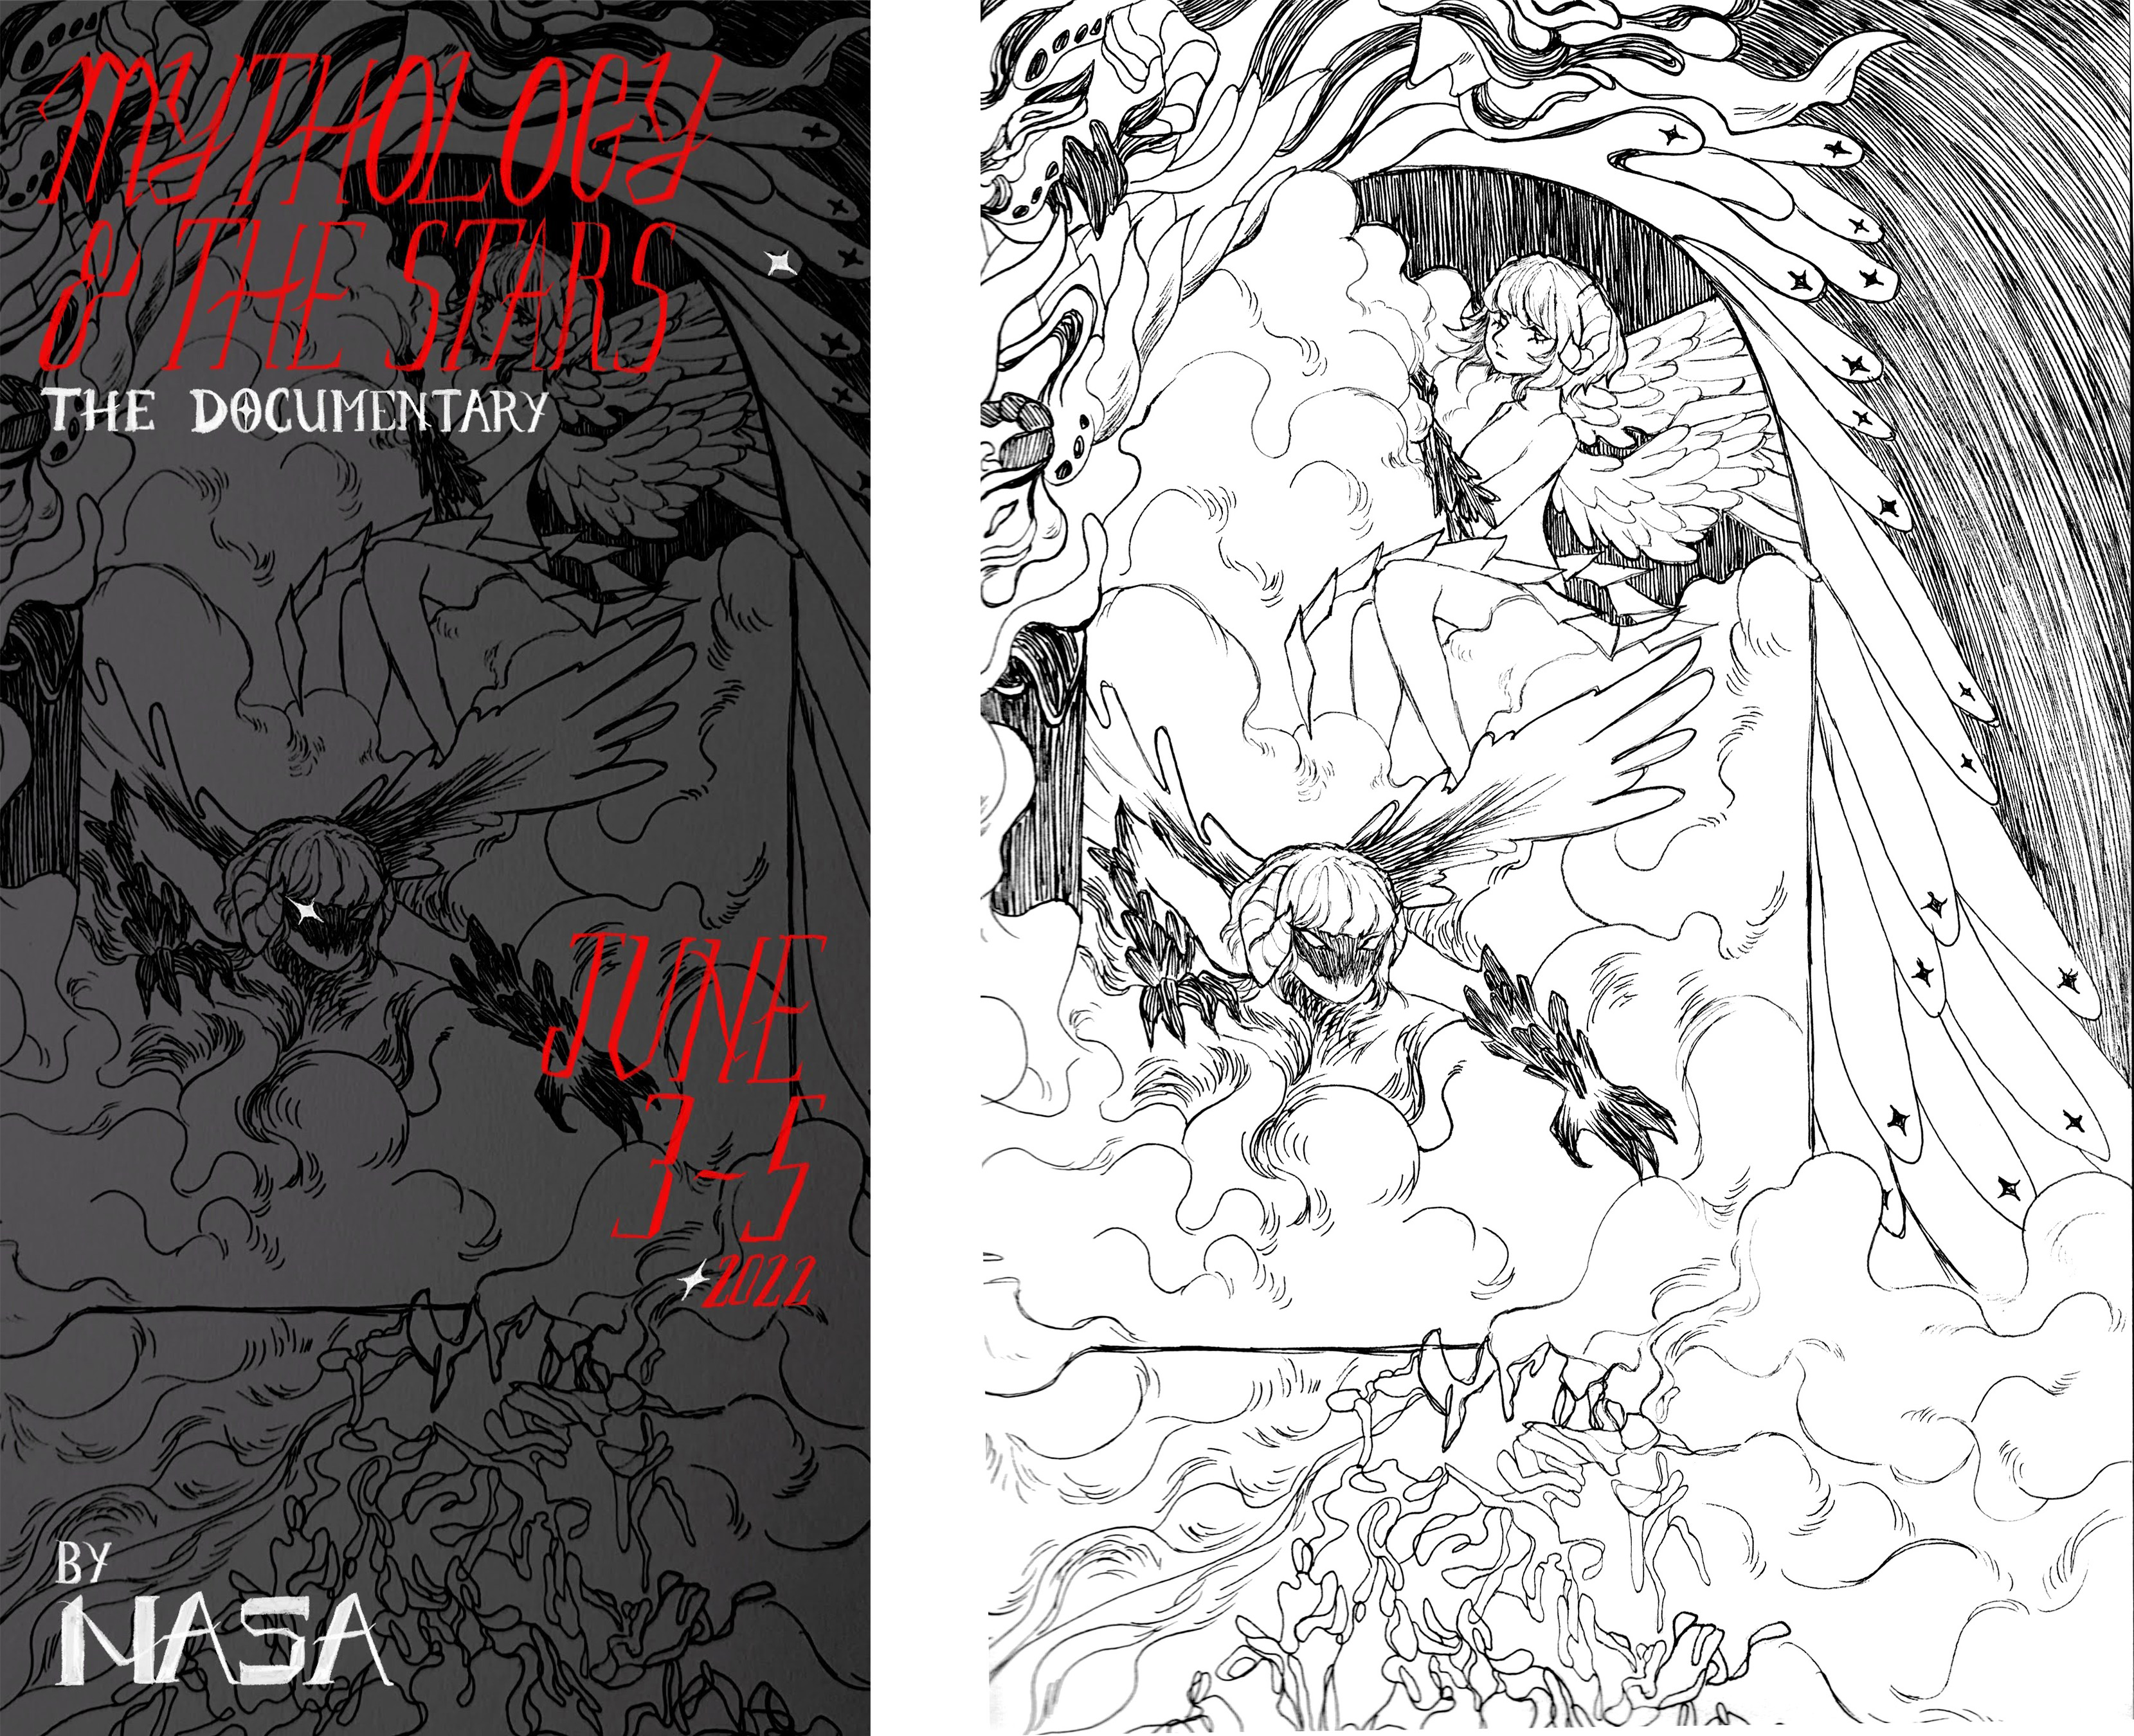 MYTHOLOGY
& THE STARS
THE DOCUMENTARY
JUNE
3-5
2022
BY
NASA